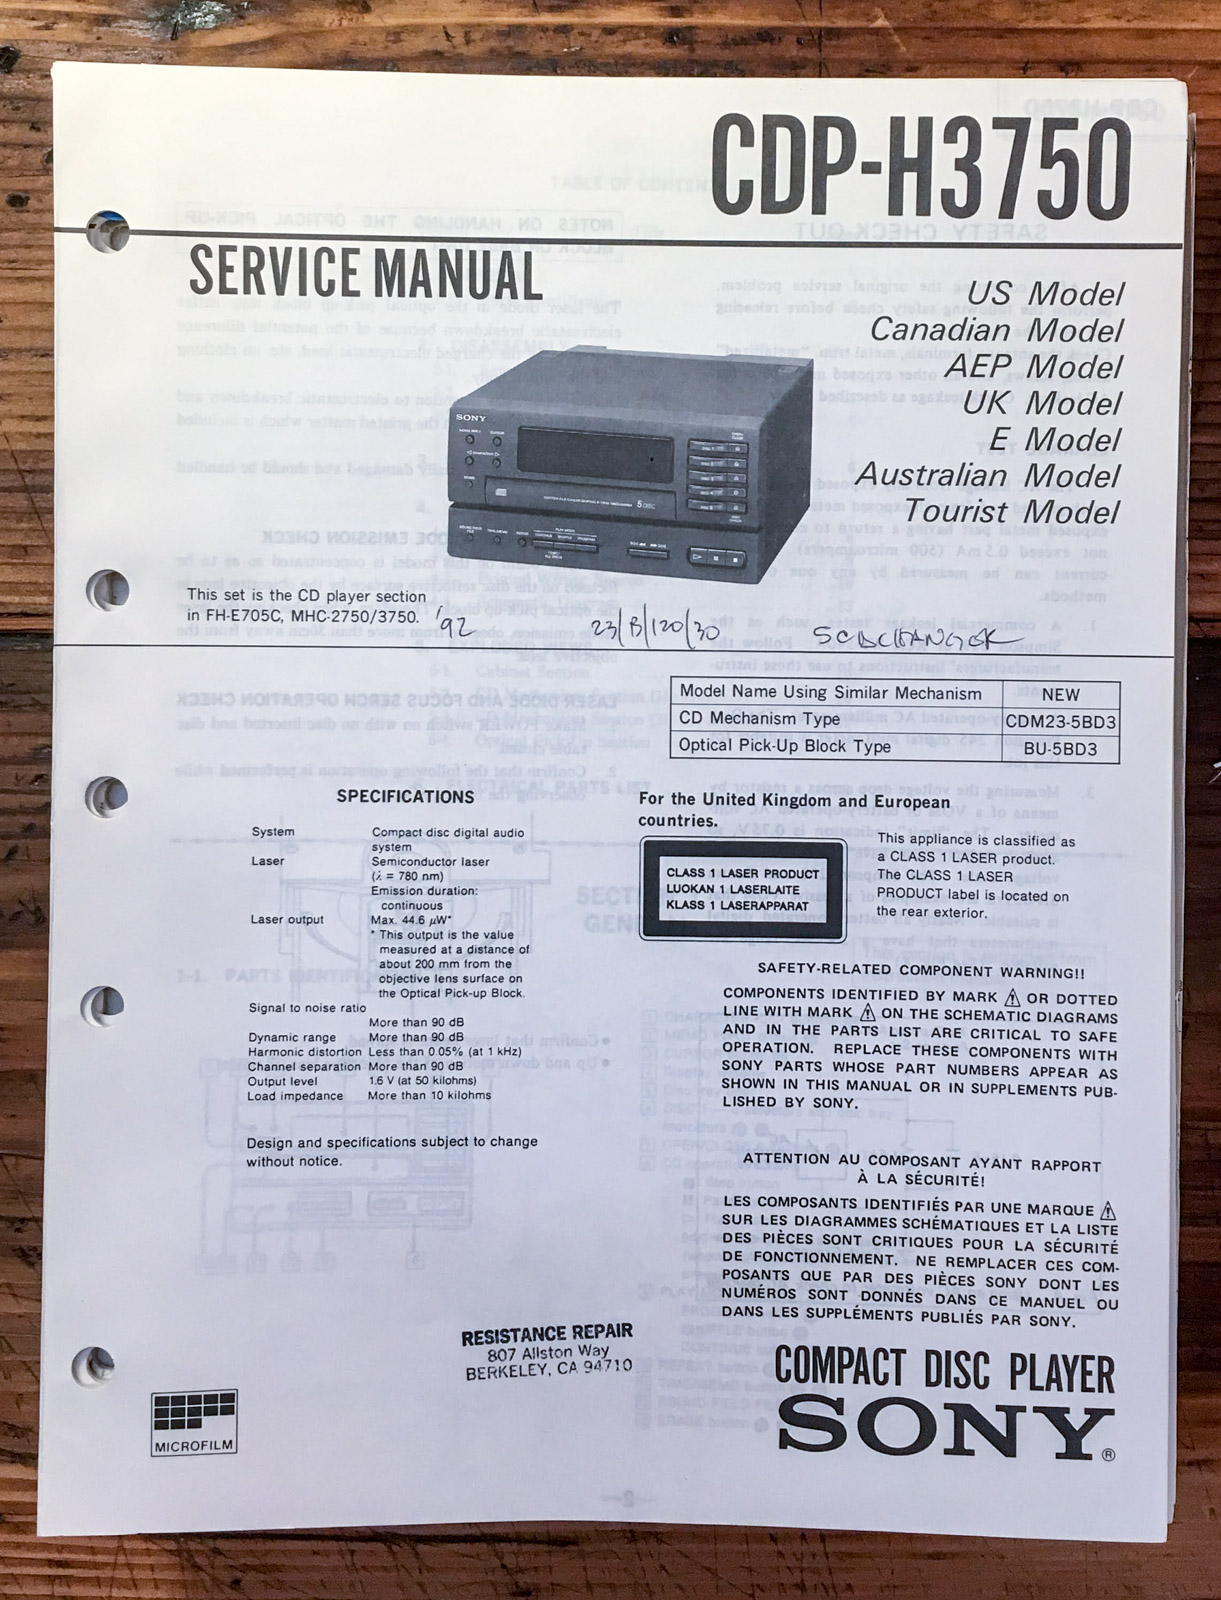 CDP-H3750
SERVICE MANUAL
US Model
Canadian Model
AEP Model
UK Model
E Model
Australian Model
Tourist Model
SONY
5 DISC
This set is the CD player section
in FH-E705C, MHC-2750/3750.
'92 23/B/120/30 5CDCHANGER
Model Name Using Similar Mechanism NEW
CD Mechanism Type CDM23-5BD3
Optical Pick-Up Block Type BU-5BD3
SPECIFICATIONS
System Compact disc digital audio
system
Laser Semiconductor laser
(λ = 780 nm)
Emission duration:
continuous
Laser output Max. 44.6 μW*
* This output is the value
measured at a distance of
about 200 mm from the
objective lens surface on
the Optical Pick-up Block.
Signal to noise ratio
More than 90 dB
Dynamic range More than 90 dB
Harmonic distortion Less than 0.05% (at 1 kHz)
Channel separation More than 90 dB
Output level 1.6 V (at 50 kilohms)
Load impedance More than 10 kilohms
Design and specifications subject to change
without notice.
For the United Kingdom and European
countries.
CLASS 1 LASER PRODUCT
LUOKAN 1 LASERLAITE
KLASS 1 LASERAPPARAT
This appliance is classified as
a CLASS 1 LASER product.
The CLASS 1 LASER
PRODUCT label is located on
the rear exterior.
SAFETY-RELATED COMPONENT WARNING!!
COMPONENTS IDENTIFIED BY MARK ⚠ OR DOTTED
LINE WITH MARK ⚠ ON THE SCHEMATIC DIAGRAMS
AND IN THE PARTS LIST ARE CRITICAL TO SAFE
OPERATION. REPLACE THESE COMPONENTS WITH
SONY PARTS WHOSE PART NUMBERS APPEAR AS
SHOWN IN THIS MANUAL OR IN SUPPLEMENTS PUB-
LISHED BY SONY.
ATTENTION AU COMPOSANT AYANT RAPPORT
À LA SÉCURITÉ!
LES COMPOSANTS IDENTIFIÉS PAR UNE MARQUE ⚠
SUR LES DIAGRAMMES SCHÉMATIQUES ET LA LISTE
DES PIÈCES SONT CRITIQUES POUR LA SÉCURITÉ
DE FONCTIONNEMENT. NE REMPLACER CES COM-
POSANTS QUE PAR DES PIÈCES SONY DONT LES
NUMÉROS SONT DONNÉS DANS CE MANUEL OU
DANS LES SUPPLÉMENTS PUBLIÉS PAR SONY.
RESISTANCE REPAIR
807 Allston Way
BERKELEY, CA 94710
MICROFILM
COMPACT DISC PLAYER
SONY®